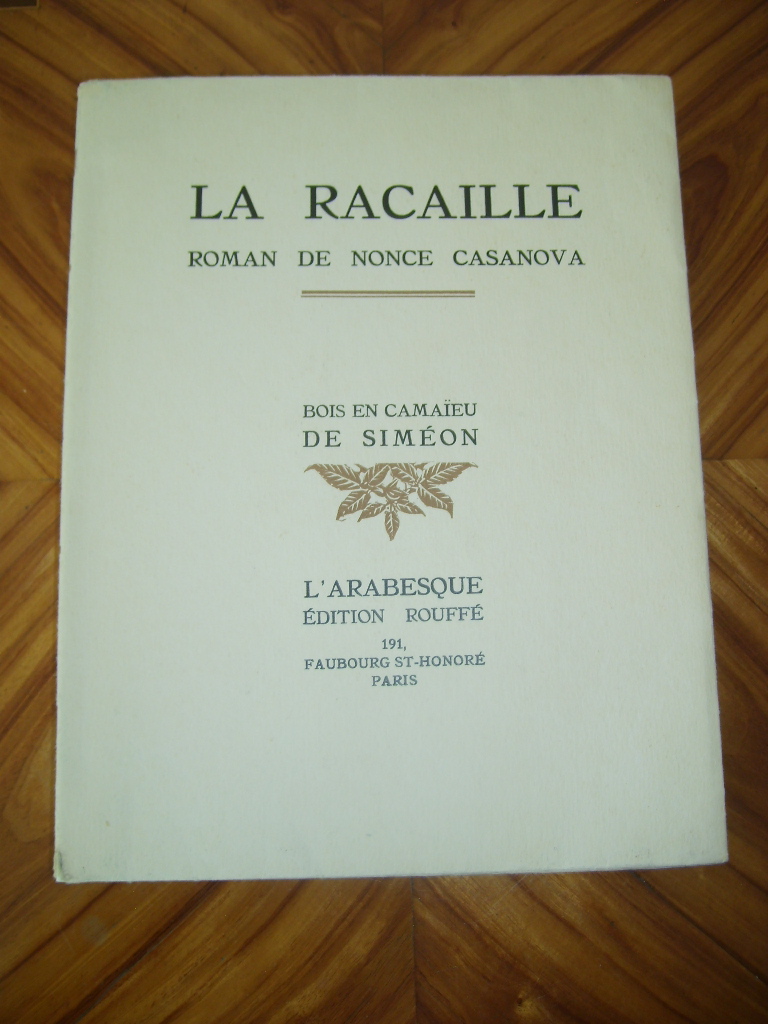 LA RACAILLE
ROMAN DE NONCE CASANOVA
BOIS EN CAMAÏEU
DE SIMÉON
L'ARABESQUE
ÉDITION ROUFFÉ
191,
FAUBOURG ST-HONORÉ
PARIS